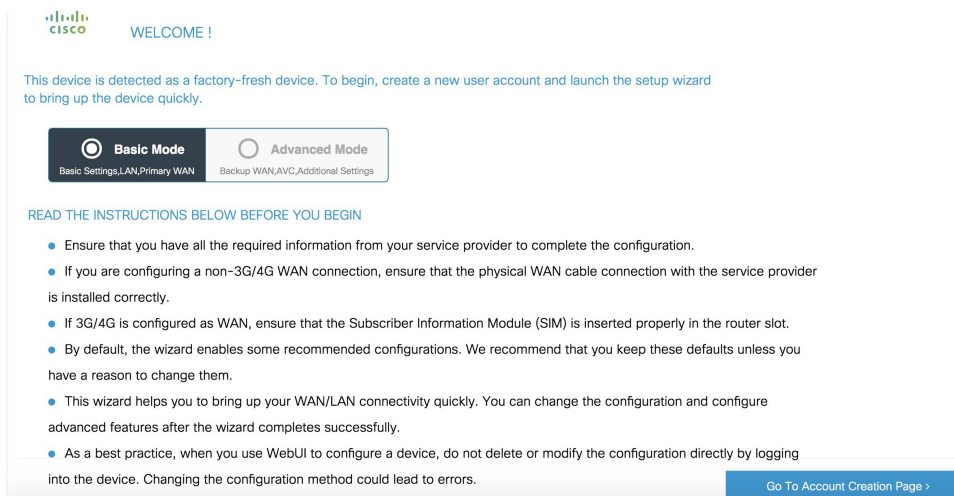 CISCO
WELCOME !
This device is detected as a factory-fresh device. To begin, create a new user account and launch the setup wizard
to bring up the device quickly.
Basic Mode
Basic Settings,LAN,Primary WAN
Advanced Mode
Backup WAN,AVC,Additional Settings
READ THE INSTRUCTIONS BELOW BEFORE YOU BEGIN
● Ensure that you have all the required information from your service provider to complete the configuration.
● If you are configuring a non-3G/4G WAN connection, ensure that the physical WAN cable connection with the service provider
is installed correctly.
● If 3G/4G is configured as WAN, ensure that the Subscriber Information Module (SIM) is inserted properly in the router slot.
● By default, the wizard enables some recommended configurations. We recommend that you keep these defaults unless you
have a reason to change them.
● This wizard helps you to bring up your WAN/LAN connectivity quickly. You can change the configuration and configure
advanced features after the wizard completes successfully.
● As a best practice, when you use WebUI to configure a device, do not delete or modify the configuration directly by logging
into the device. Changing the configuration method could lead to errors.
Go To Account Creation Page >